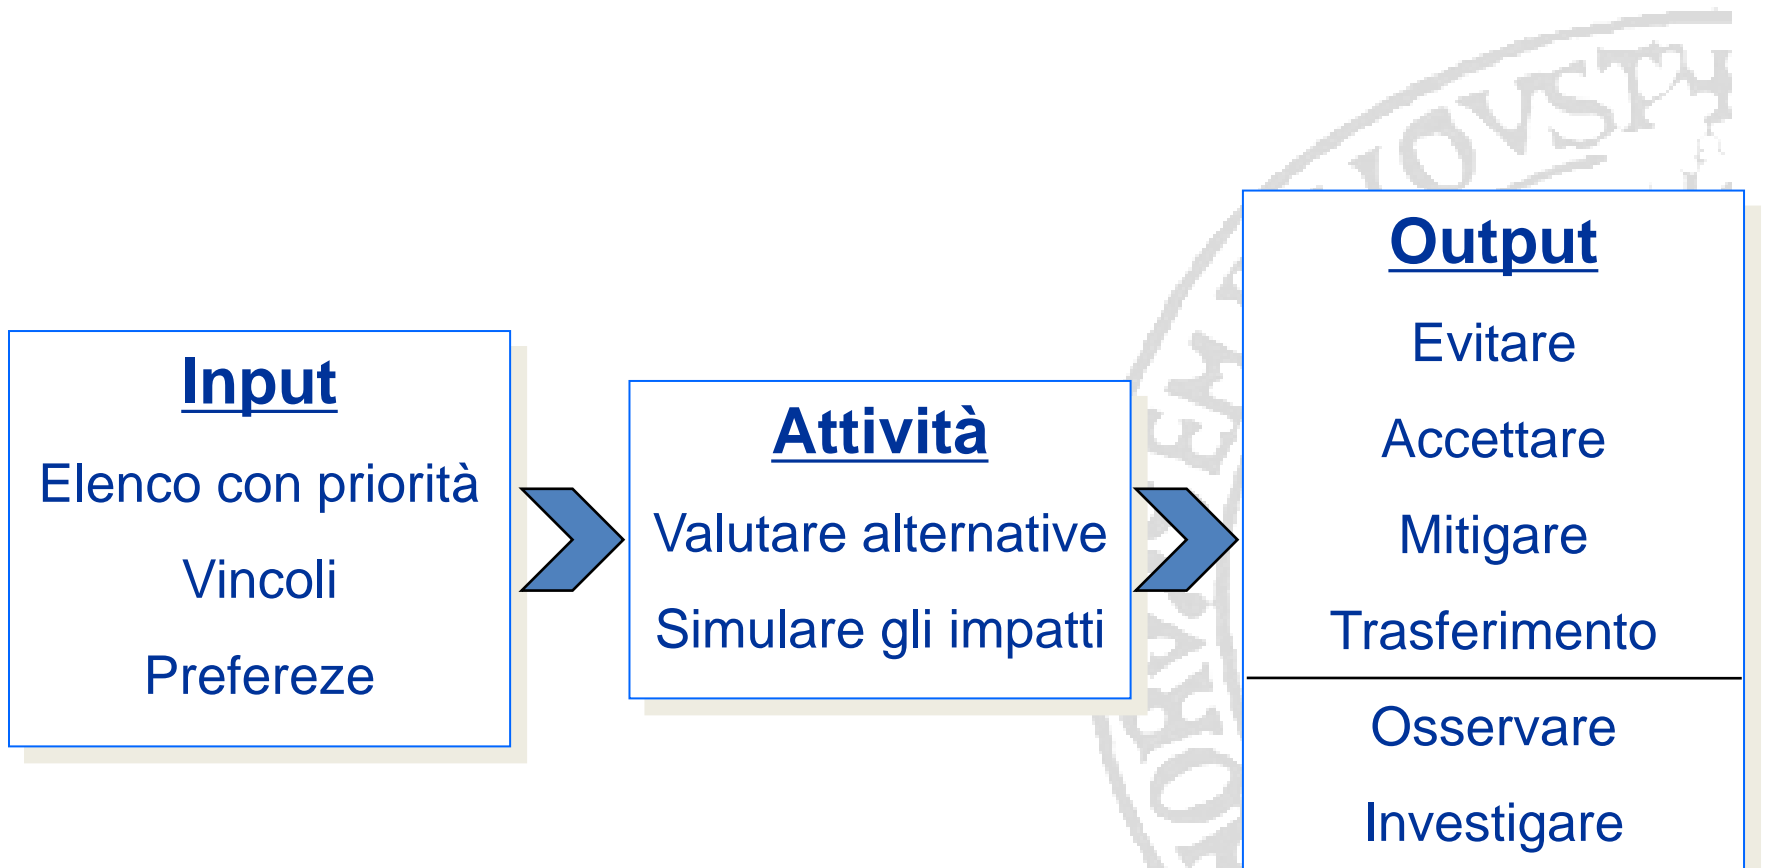 Input
Elenco con priorità
Vincoli
Prefereze
Attività
Valutare alternative
Simulare gli impatti
Output
Evitare
Accettare
Mitigare
Trasferimento
Osservare
Investigare